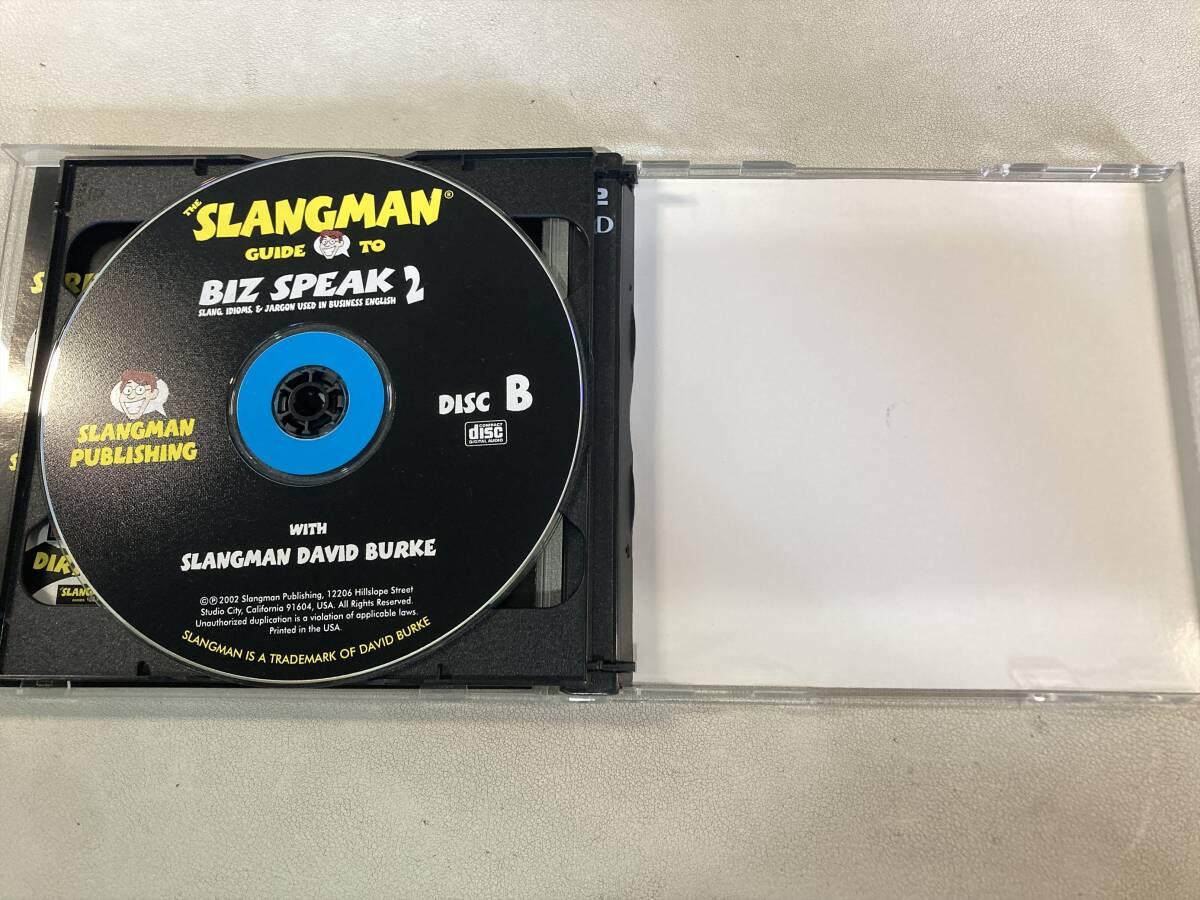 THE
SLANGMAN®
GUIDE TO
BIZ SPEAK 2
SLANG, IDIOMS, & JARGON USED IN BUSINESS ENGLISH
DISC B
COMPACT
disc
DIGITAL AUDIO
SLANGMAN
PUBLISHING
WITH
SLANGMAN DAVID BURKE
©℗2002 Slangman Publishing, 12206 Hillslope Street
Studio City, California 91604, USA. All Rights Reserved.
Unauthorized duplication is a violation of applicable laws.
Printed in the USA.
SLANGMAN IS A TRADEMARK OF DAVID BURKE